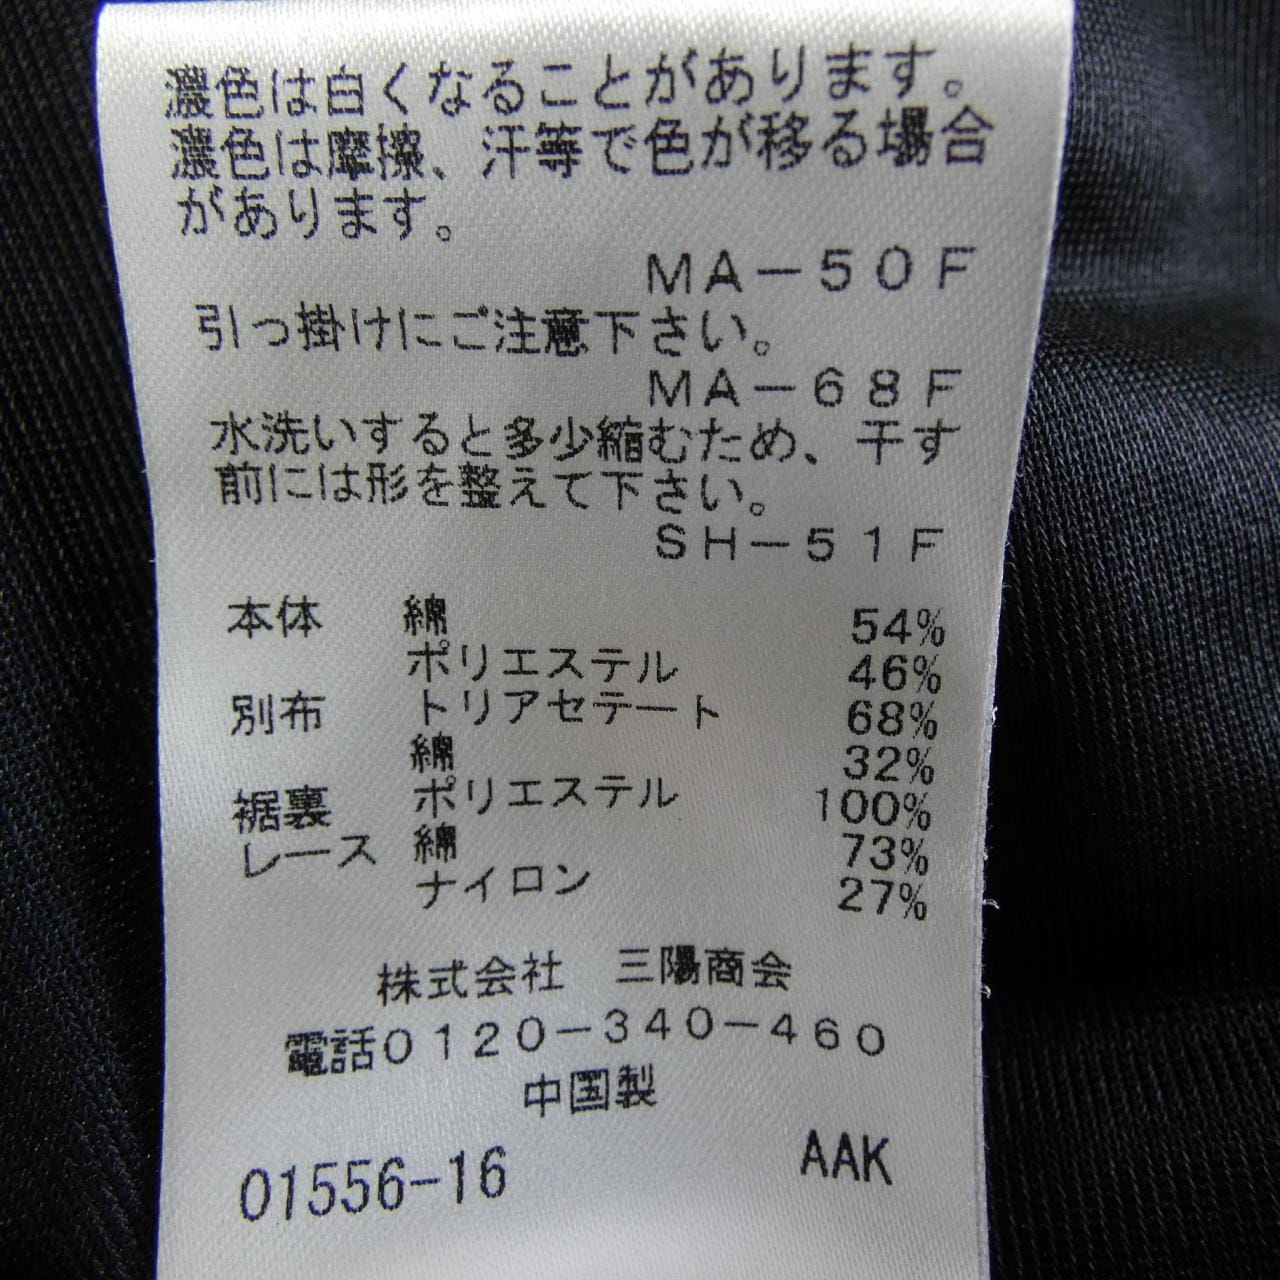 濃色は白くなることがあります。
濃色は摩擦、汗等で色が移る場合
があります。
MA-50F
引っ掛けにご注意下さい。
MA-68F
水洗いすると多少縮むため、干す
前には形を整えて下さい。
SH-51F
本体 綿 54%
ポリエステル 46%
別布 トリアセテート 68%
綿 32%
裾裏 ポリエステル 100%
レース 綿 73%
ナイロン 27%
株式会社 三陽商会
電話0120-340-460
中国製
01556-16 AAK